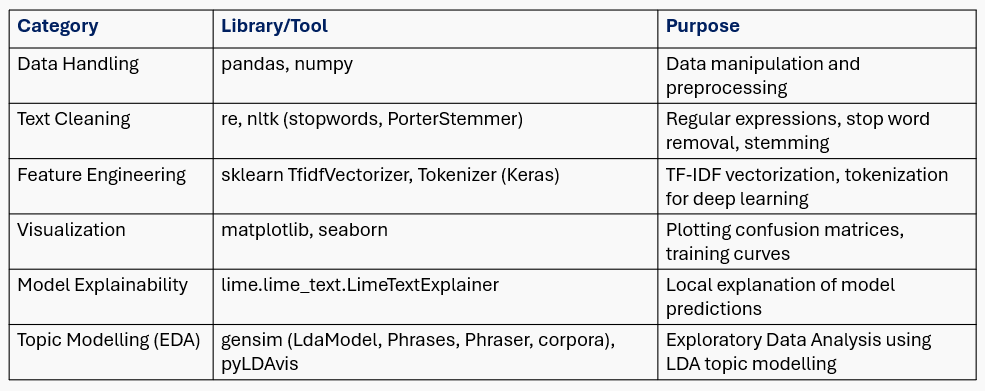 Category Library/Tool Purpose
Data Handling pandas, numpy Data manipulation and
preprocessing
Text Cleaning re, nltk (stopwords, PorterStemmer) Regular expressions, stop word
removal, stemming
Feature Engineering sklearn TfidfVectorizer, Tokenizer (Keras) TF-IDF vectorization, tokenization
for deep learning
Visualization matplotlib, seaborn Plotting confusion matrices,
training curves
Model Explainability lime.lime_text.LimeTextExplainer Local explanation of model
predictions
Topic Modelling (EDA) gensim (LdaModel, Phrases, Phraser, corpora), Exploratory Data Analysis using
pyLDAvis LDA topic modelling